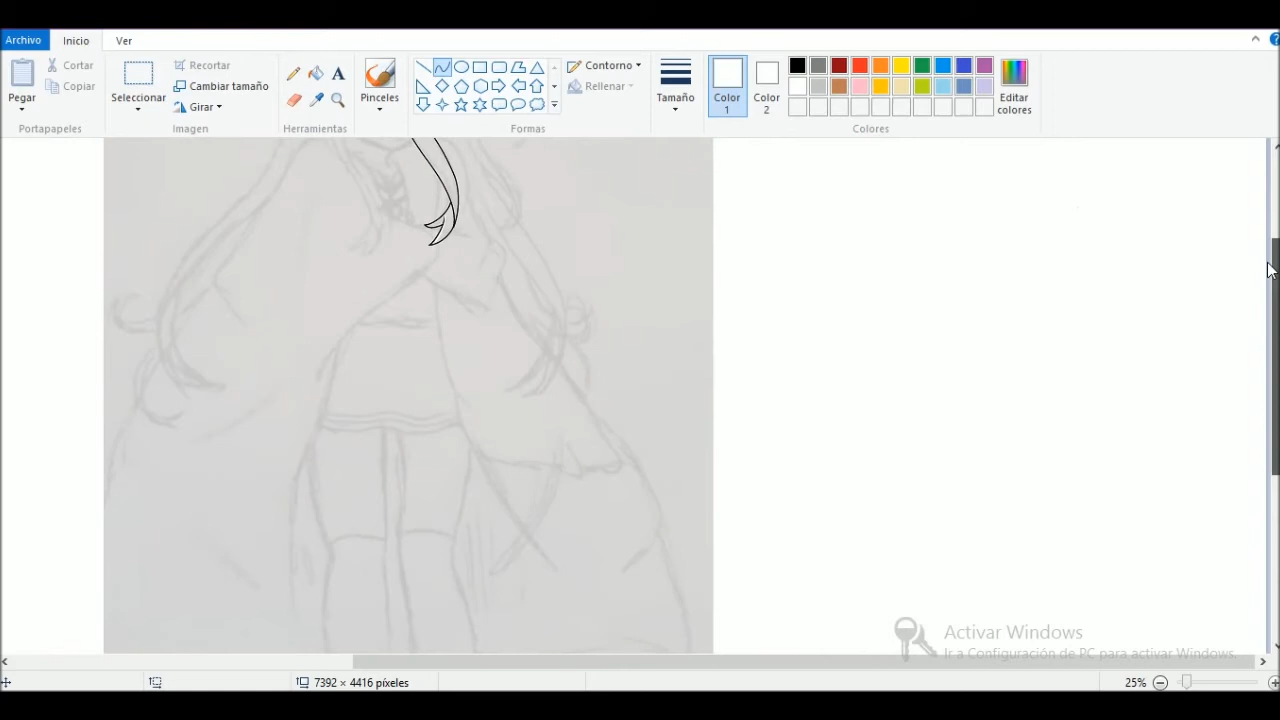 Archivo Inicio Ver
Pegar
Cortar
Copiar
Portapapeles
Seleccionar
Recortar
Cambiar tamaño
Girar
Imagen
A
Herramientas
Pinceles
Contorno
Rellenar
Formas
Tamaño
Color
1
Color
2
Editar
colores
Colores
Activar Windows
Ir a Configuración de PC para activar Windows.
7392 × 4416 píxeles
25%